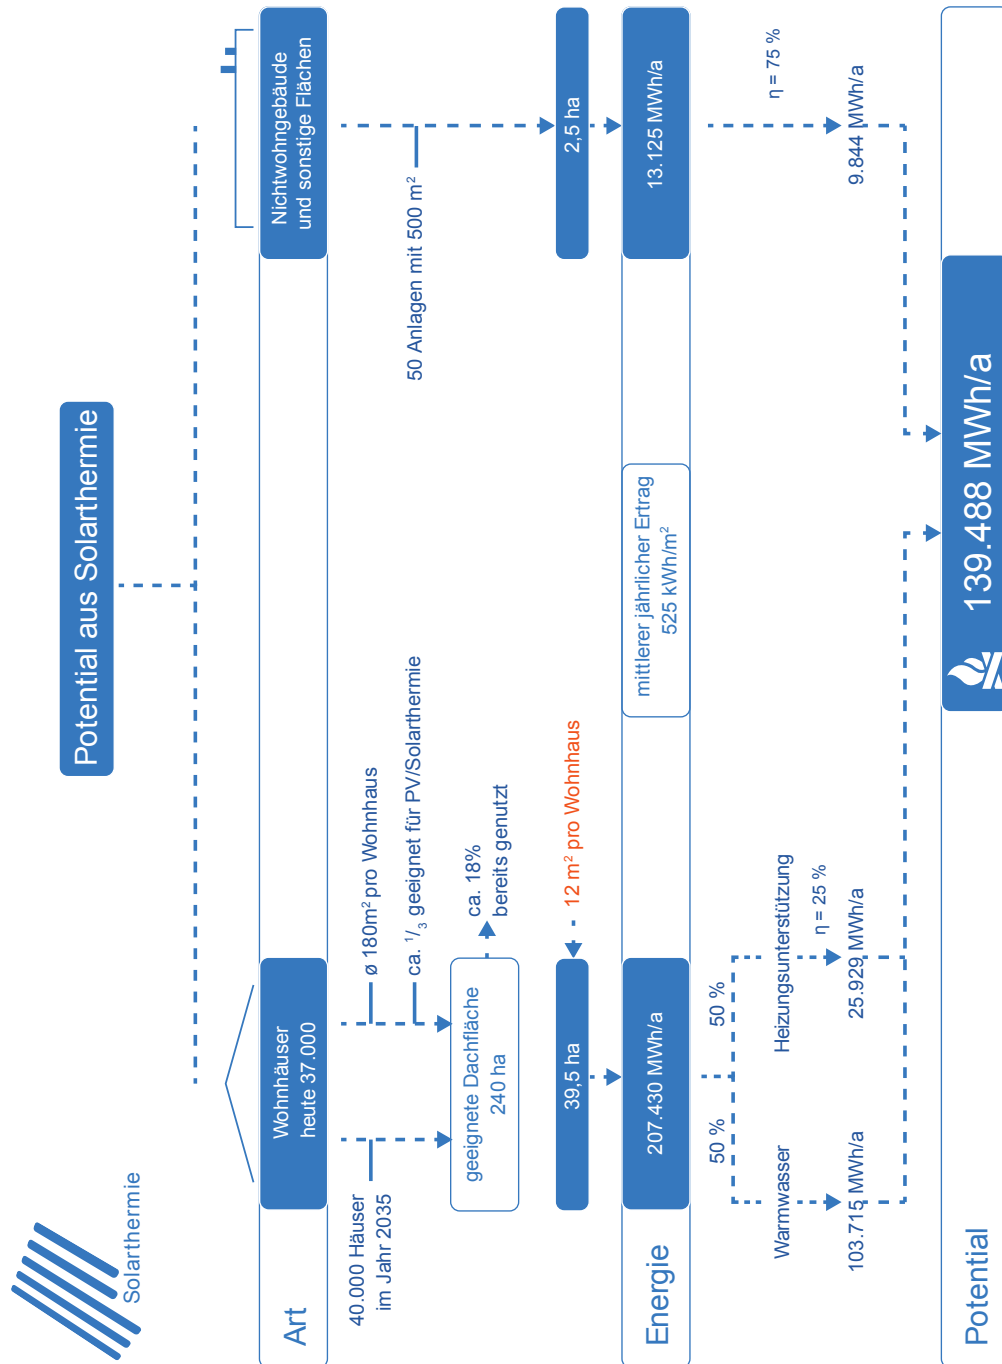 Solarthermie
Potential aus Solarthermie
Art
Wohnhäuser
heute 37.000
Nichtwohngebäude
und sonstige Flächen
40.000 Häuser
im Jahr 2035
ø 180m² pro Wohnhaus
ca. 1/3 geeignet für PV/Solarthermie
50 Anlagen mit 500 m²
geeignete Dachfläche
240 ha
ca. 18%
bereits genutzt
39,5 ha
12 m² pro Wohnhaus
2,5 ha
Energie
207.430 MWh/a
mittlerer jährlicher Ertrag
525 kWh/m²
13.125 MWh/a
50 %
50 %
Warmwasser
Heizungsunterstützung
η = 25 %
η = 75 %
103.715 MWh/a
25.929 MWh/a
9.844 MWh/a
Potential
139.488 MWh/a